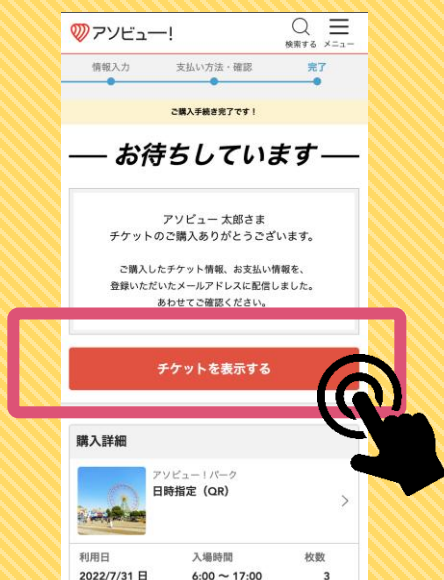 アソビュー！
検索する メニュー
情報入力 支払い方法・確認 完了
ご購入手続き完了です！
お待ちしています
アソビュー 太郎さま
チケットのご購入ありがとうございます。
ご購入したチケット情報、お支払い情報を、
登録いただいたメールアドレスに配信しました。
あわせてご確認ください。
チケットを表示する
購入詳細
アソビュー！パーク
日時指定（QR）
利用日 入場時間 枚数
2022/7/31 日 6:00 〜 17:00 3